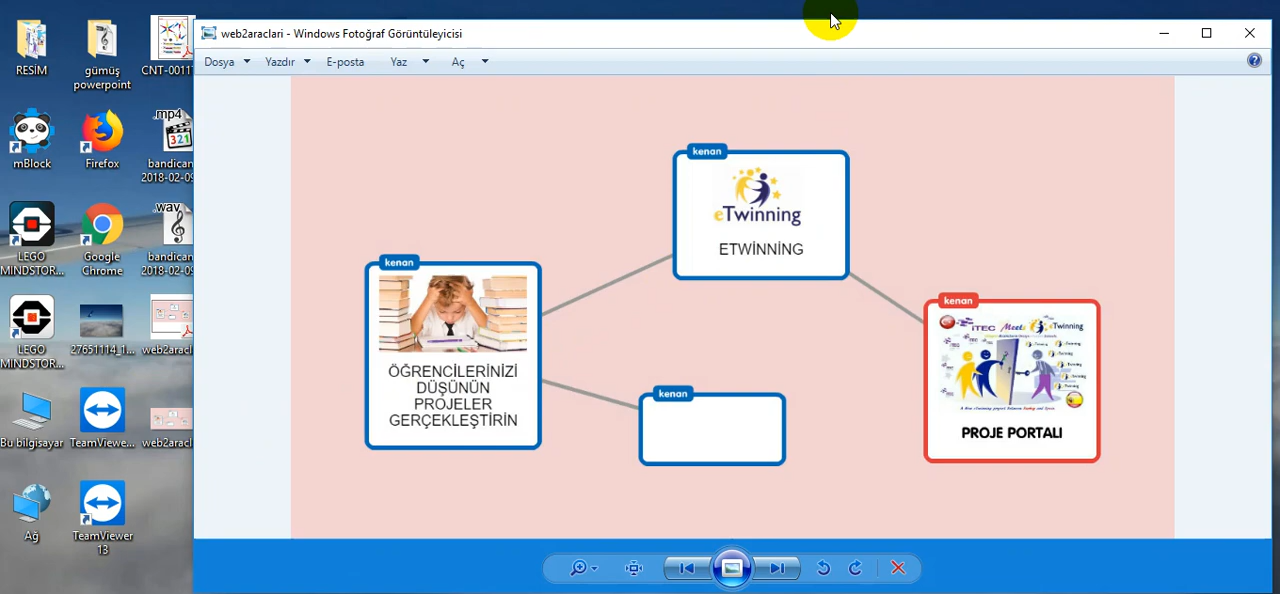 web2araclari - Windows Fotoğraf Görüntüleyicisi
Dosya
Yazdır
E-posta
Yaz
Aç
RESİM
gümüş
powerpoint
CNT-0011
mBlock
Firefox
.mp4
321
bandican
2018-02-09
LEGO
MINDSTOR...
Google
Chrome
.wav
bandican
2018-02-09
LEGO
MINDSTOR...
27651114_1...
web2aracl
Bu bilgisayar
TeamViewe...
web2aracl
Ağ
TeamViewer
13
kenan
eTwinning
ETWİNNİNG
kenan
ÖĞRENCİLERİNİZİ
DÜŞÜNÜN
PROJELER
GERÇEKLEŞTİRİN
kenan
kenan
iTEC Meets eTwinning
PROJE PORTALI